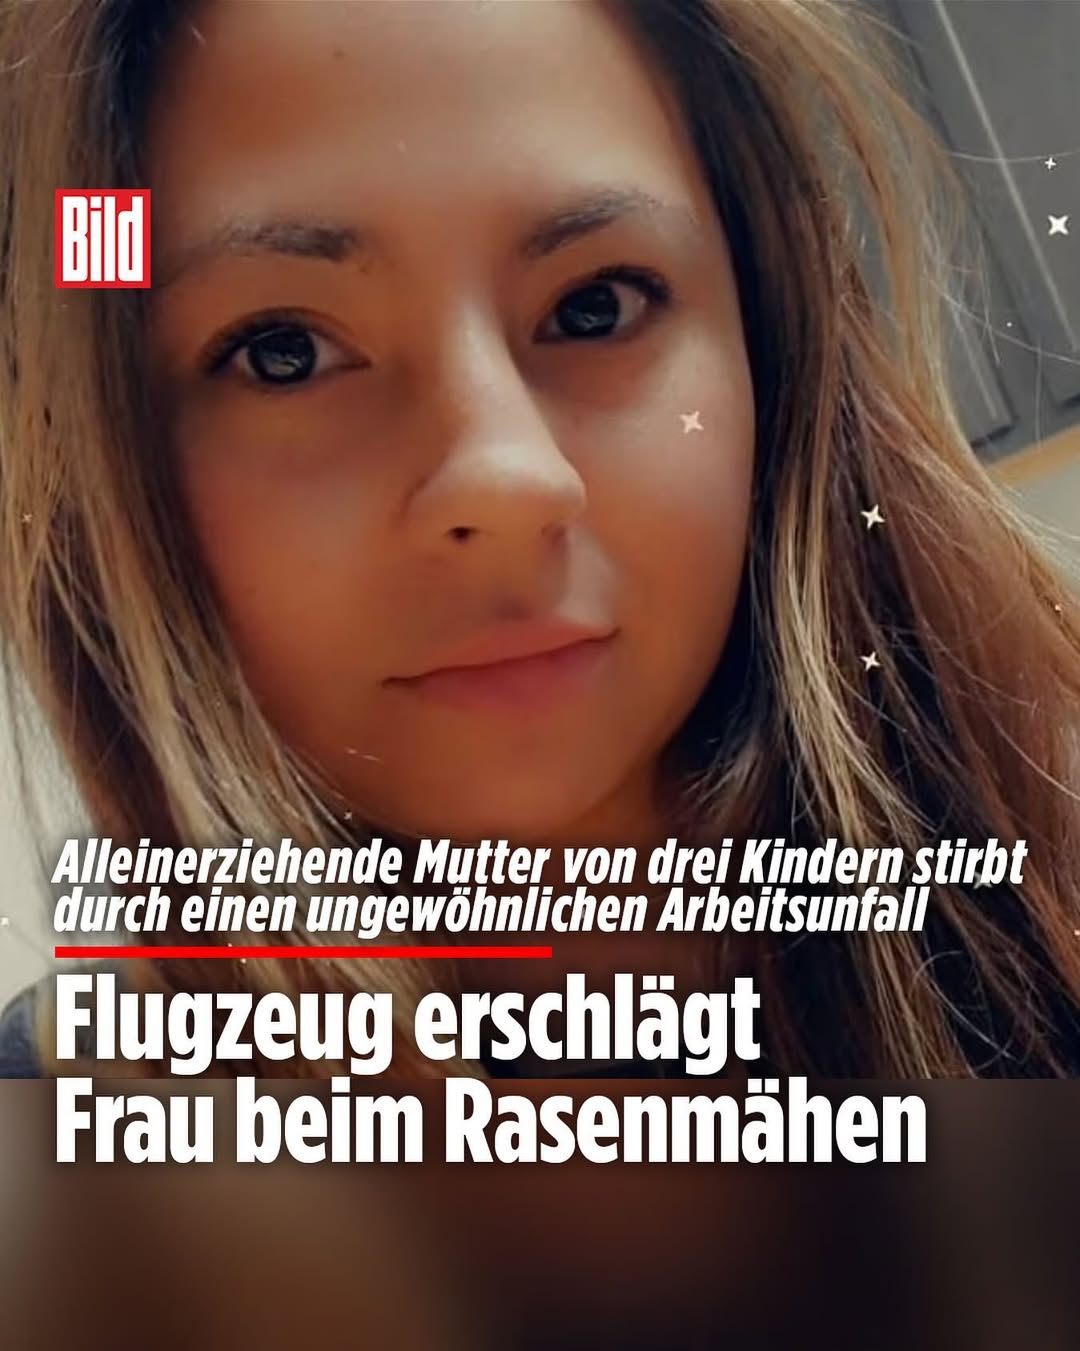 Bild
Alleinerziehende Mutter von drei Kindern stirbt
durch einen ungewöhnlichen Arbeitsunfall
Flugzeug erschlägt
Frau beim Rasenmähen